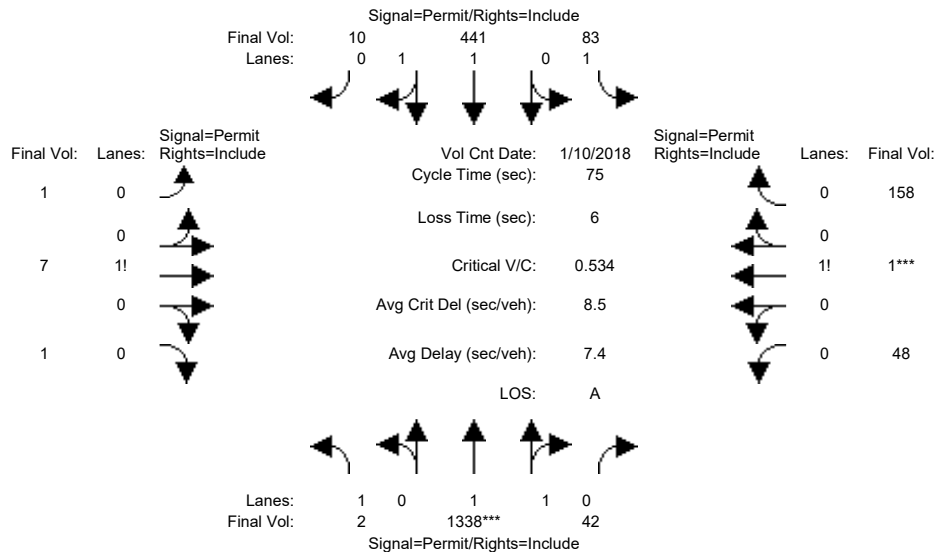 Signal=Permit/Rights=Include
Final Vol: 10 441 83
Lanes: 0 1 1 0 1
Signal=Permit Signal=Permit
Final Vol: Lanes: Rights=Include Vol Cnt Date: 1/10/2018 Rights=Include Lanes: Final Vol:
Cycle Time (sec): 75
1 0 0 158
Loss Time (sec): 6
0 0
7 1! Critical V/C: 0.534 1! 1***
0 Avg Crit Del (sec/veh): 8.5 0
1 0 Avg Delay (sec/veh): 7.4 0 48
LOS: A
Lanes: 1 0 1 1 0
Final Vol: 2 1338*** 42
Signal=Permit/Rights=Include